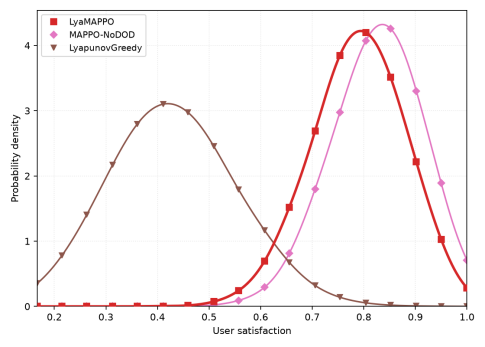 LyaMAPPO
MAPPO-NoDOD
LyapunovGreedy
Probability density
4
3
2
1
0
0.2 0.3 0.4 0.5 0.6 0.7 0.8 0.9 1.0
User satisfaction